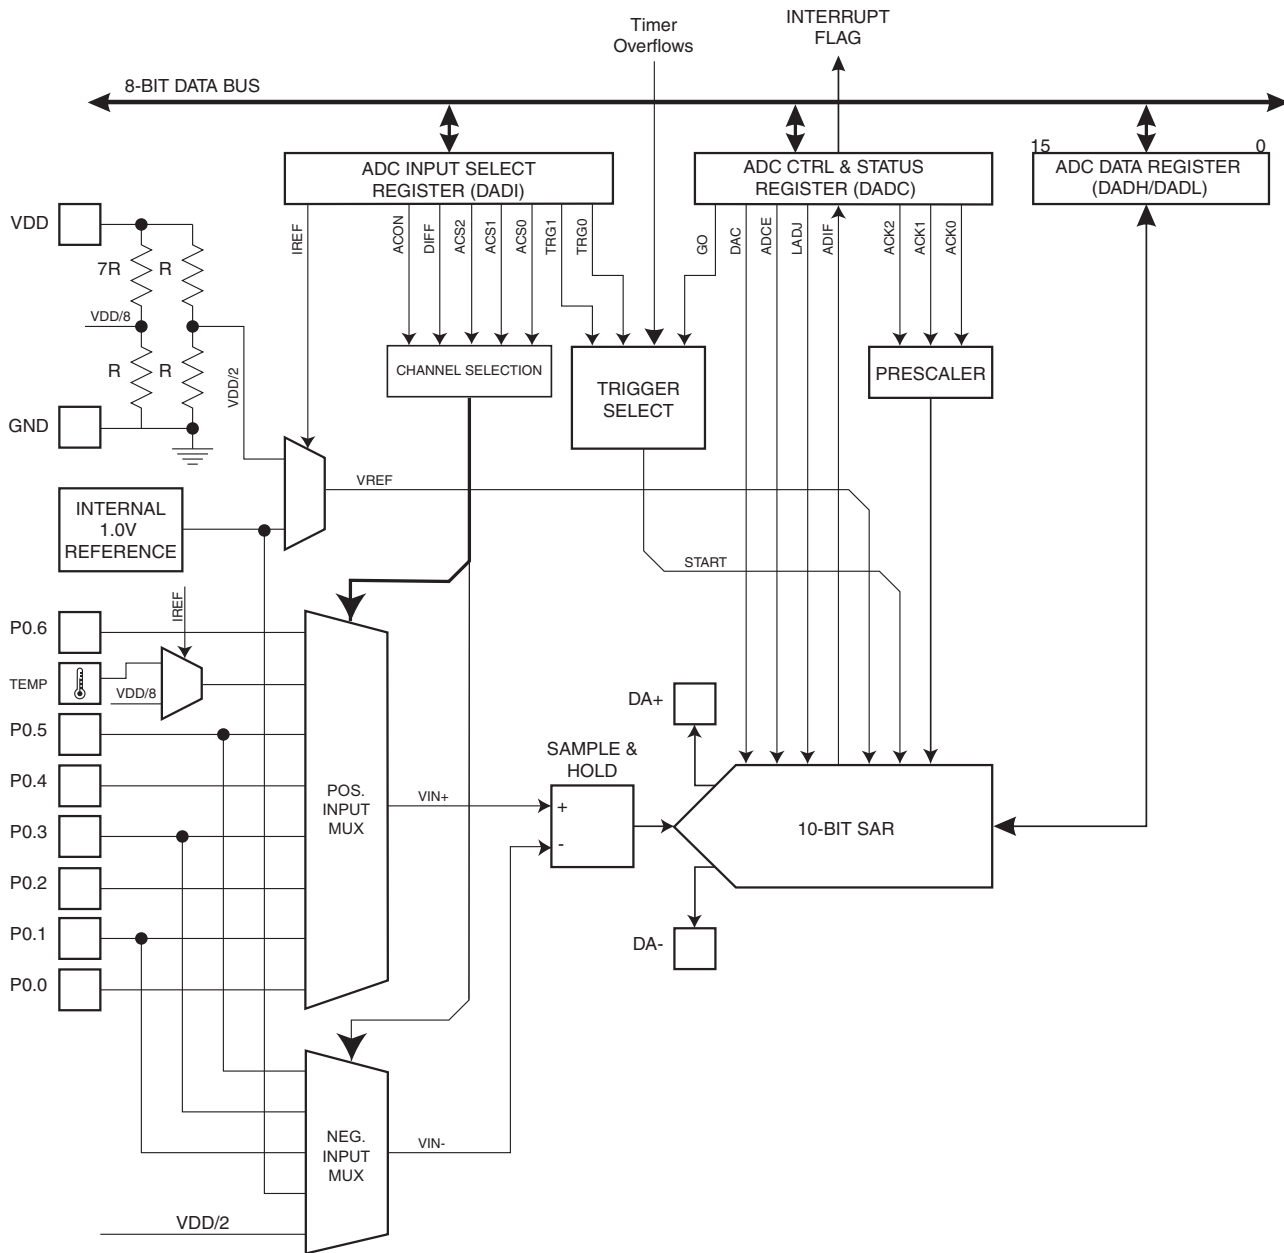 Timer
Overflows
INTERRUPT
FLAG
8-BIT DATA BUS
ADC INPUT SELECT
REGISTER (DADI)
ADC CTRL & STATUS
REGISTER (DADC)
15
0
ADC DATA REGISTER
(DADH/DADL)
IREF
ACON
DIFF
ACS2
ACS1
ACS0
TRG1
TRG0
GO
DAC
ADCE
LADJ
ADIF
ACK2
ACK1
ACK0
VDD
7R
R
VDD/8
R
R
VDD/2
GND
CHANNEL SELECTION
TRIGGER
SELECT
PRESCALER
VREF
INTERNAL
1.0V
REFERENCE
START
IREF
P0.6
TEMP
VDD/8
P0.5
P0.4
P0.3
P0.2
P0.1
P0.0
POS.
INPUT
MUX
VIN+
SAMPLE &
HOLD
+
-
DA+
10-BIT SAR
DA-
NEG.
INPUT
MUX
VIN-
VDD/2